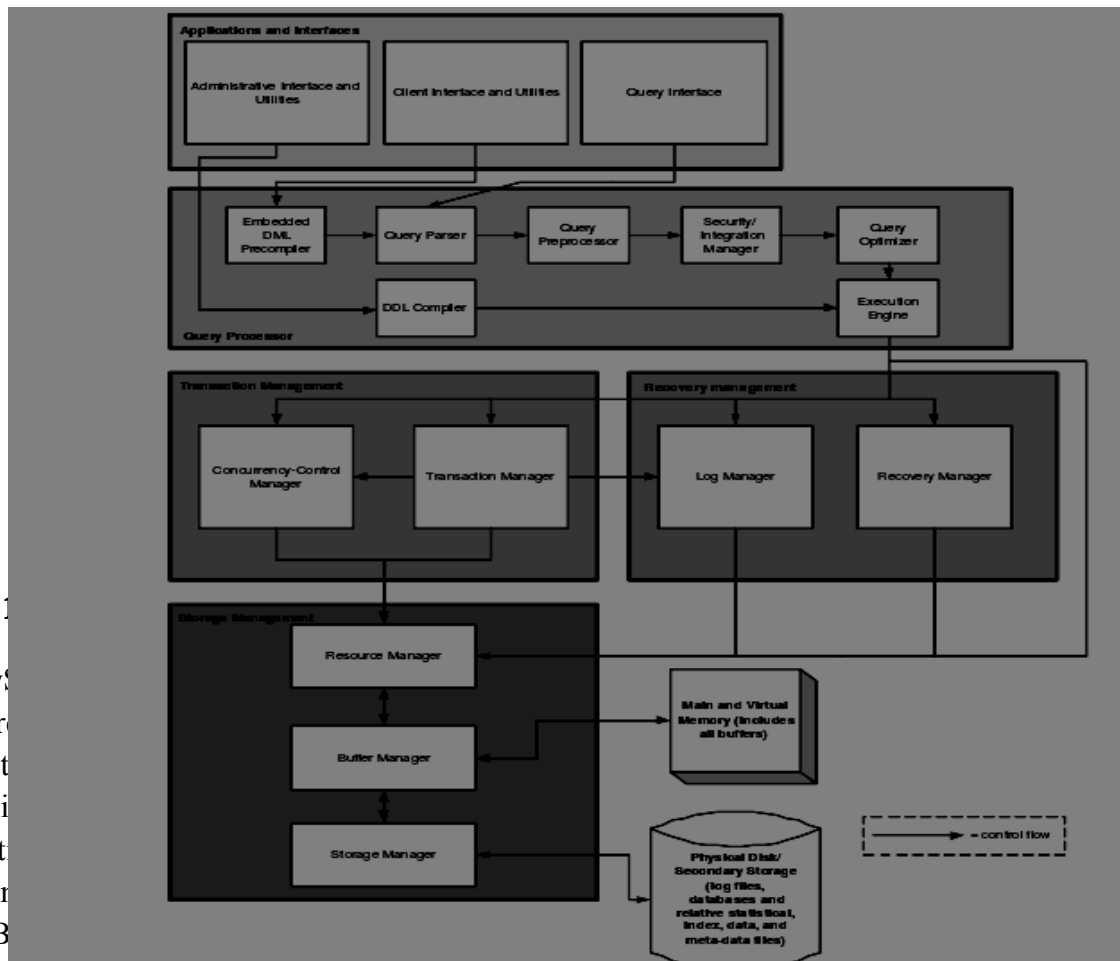 Applications and Interfaces
Administrative Interface and
Utilities
Client Interface and Utilities
Query Interface
Embedded
DML
Precompiler
Query Parser
Query
Preprocessor
Security/
Integration
Manager
Query
Optimizer
DDL Compiler
Execution
Engine
Query Processor
Transaction Management
Recovery management
Concurrency-Control
Manager
Transaction Manager
Log Manager
Recovery Manager
Storage Management
Resource Manager
Main and Virtual
Memory (Includes
all buffers)
Buffer Manager
Storage Manager
Physical Disk/
Secondary Storage
(log files,
databases and
relative statistical,
index, data, and
meta-data files)
= control flow